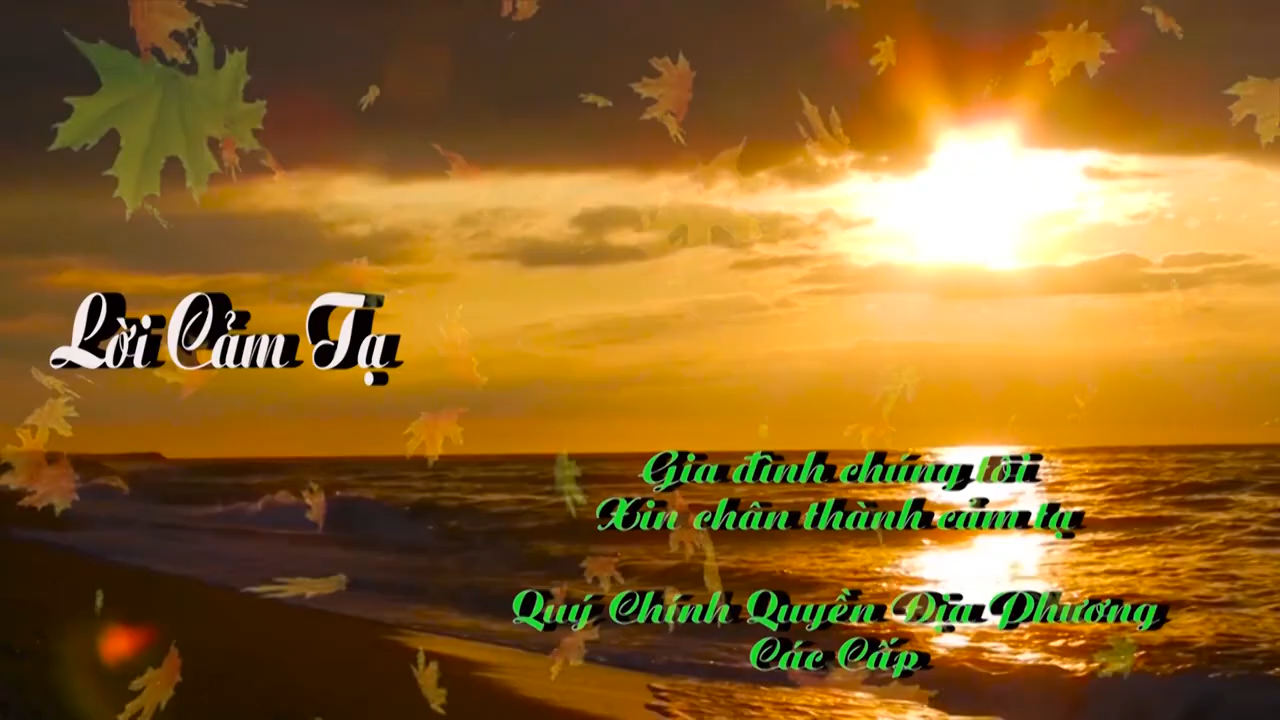 Lời Cảm Tạ
Gia đình chúng tôi
Xin chân thành cảm tạ
Quý Chính Quyền Địa Phương
Các Cấp